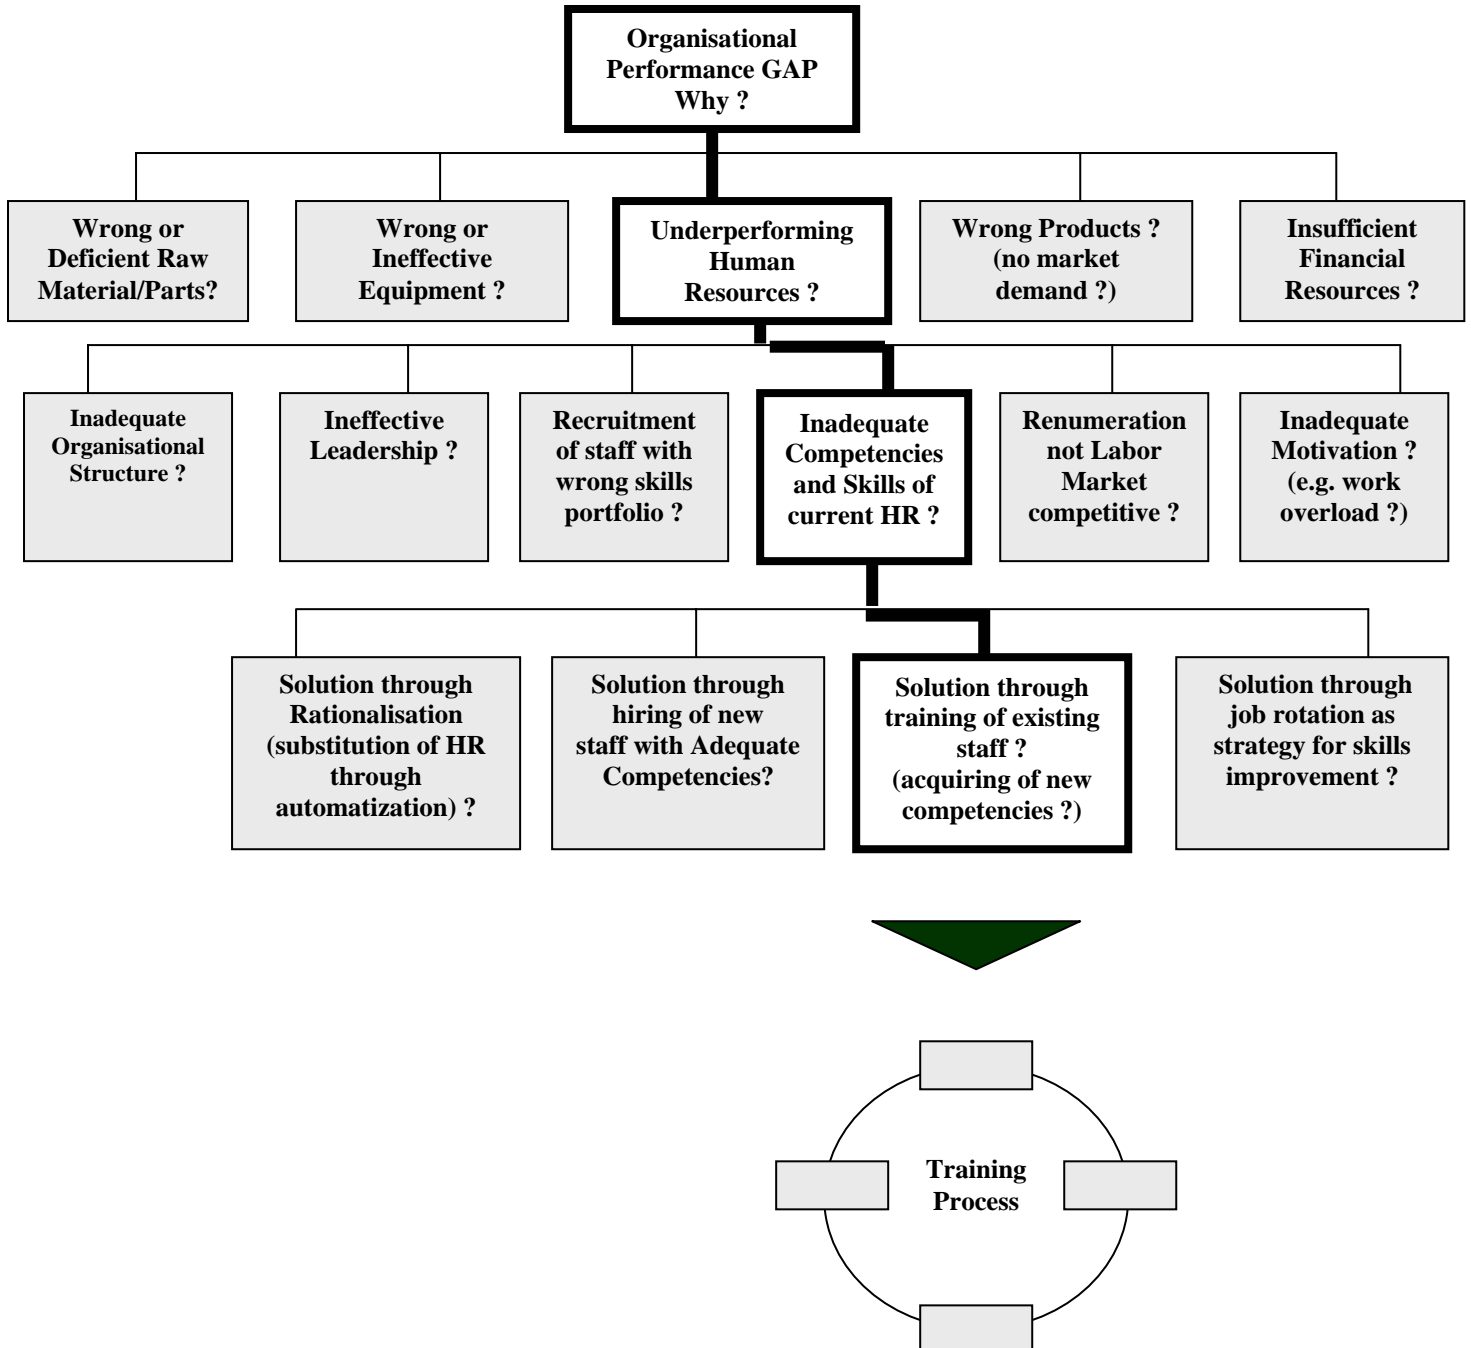 Organisational
Performance GAP
Why ?
Wrong or
Deficient Raw
Material/Parts?
Wrong or
Ineffective
Equipment ?
Underperforming
Human
Resources ?
Wrong Products ?
(no market
demand ?)
Insufficient
Financial
Resources ?
Inadequate
Organisational
Structure ?
Ineffective
Leadership ?
Recruitment
of staff with
wrong skills
portfolio ?
Inadequate
Competencies
and Skills of
current HR ?
Renumeration
not Labor
Market
competitive ?
Inadequate
Motivation ?
(e.g. work
overload ?)
Solution through
Rationalisation
(substitution of HR
through
automatization) ?
Solution through
hiring of new
staff with Adequate
Competencies?
Solution through
training of existing
staff ?
(acquiring of new
competencies ?)
Solution through
job rotation as
strategy for skills
improvement ?
Training
Process